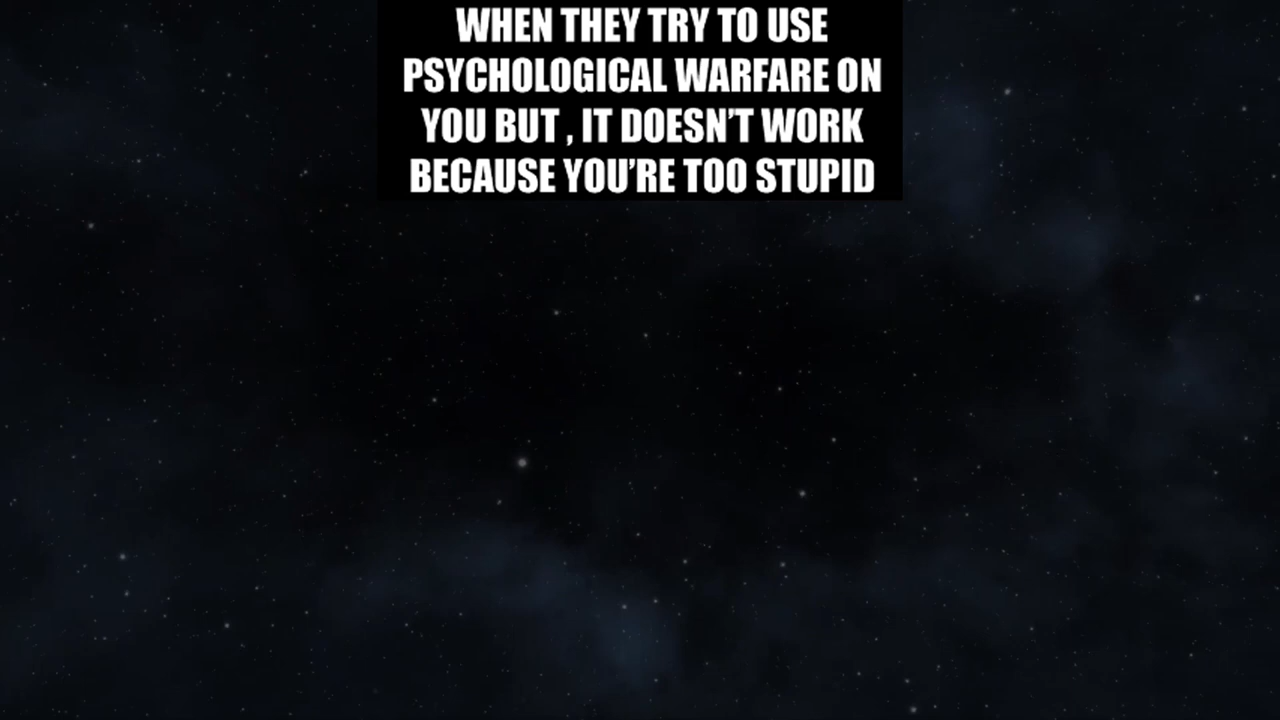 WHEN THEY TRY TO USE
PSYCHOLOGICAL WARFARE ON
YOU BUT , IT DOESN'T WORK
BECAUSE YOU'RE TOO STUPID